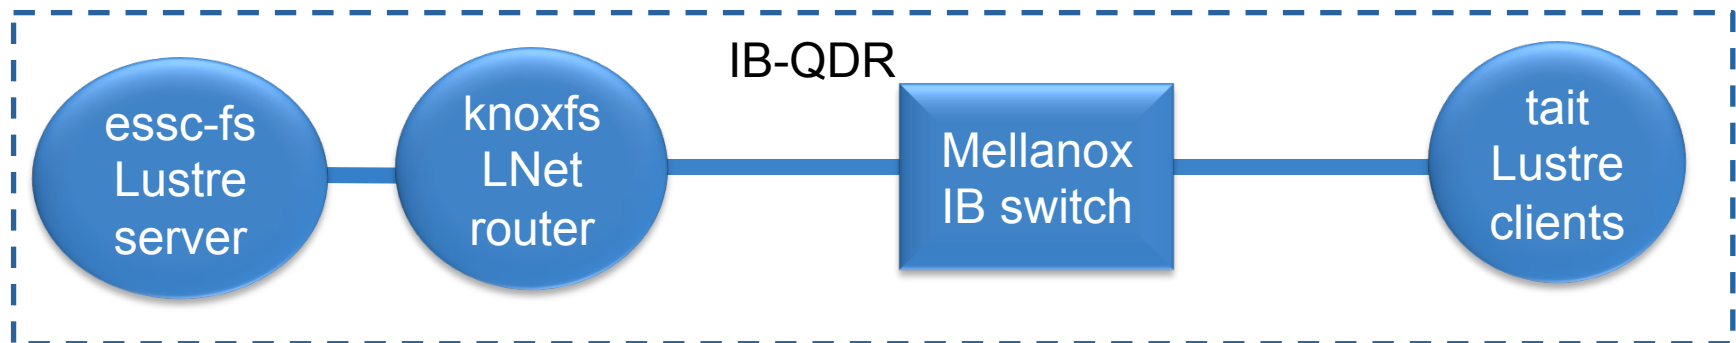 essc-fs
Lustre
server
knoxfs
LNet
router
IB-QDR
Mellanox
IB switch
tait
Lustre
clients